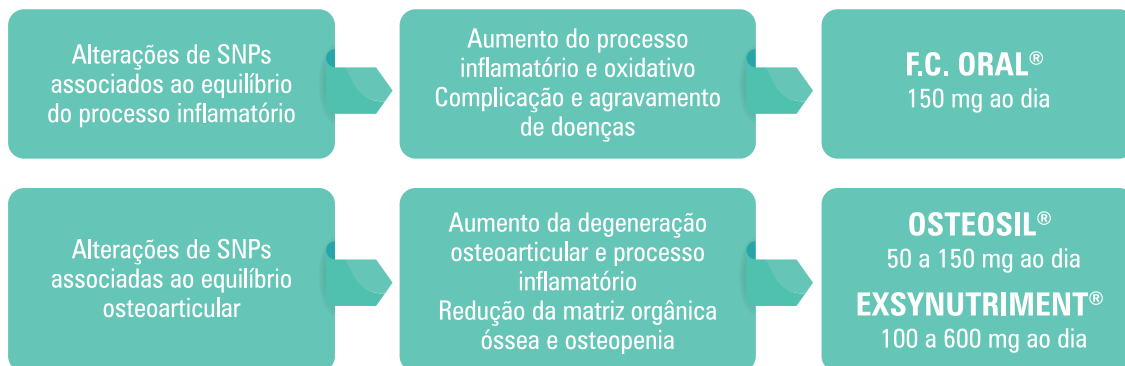 Alterações de SNPs
associados ao equilíbrio
do processo inflamatório
Aumento do processo
inflamatório e oxidativo
Complicação e agravamento
de doenças
F.C. ORAL®
150 mg ao dia
Alterações de SNPs
associadas ao equilíbrio
osteoarticular
Aumento da degeneração
osteoarticular e processo
inflamatório
Redução da matriz orgânica
óssea e osteopenia
OSTEOSIL®
50 a 150 mg ao dia
EXSYNUTRIMENT®
100 a 600 mg ao dia